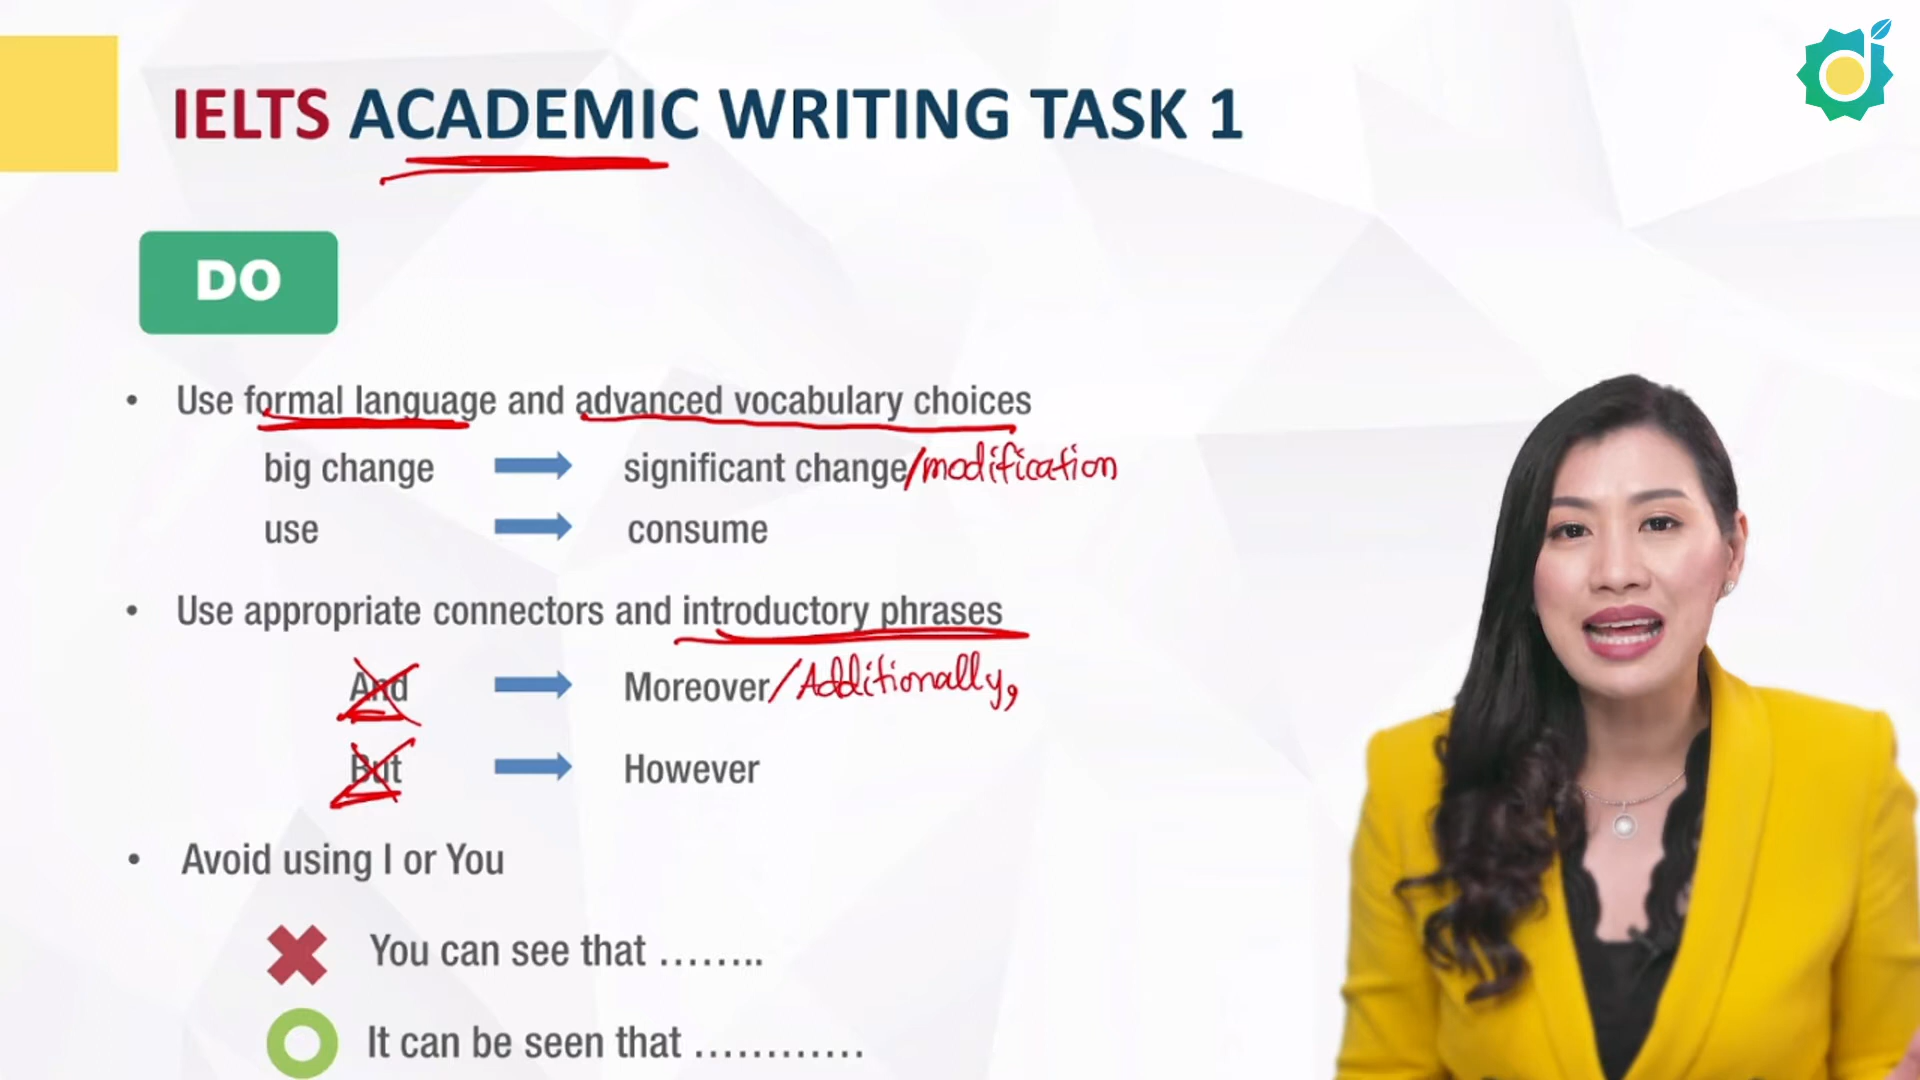 IELTS ACADEMIC WRITING TASK 1
DO
• Use formal language and advanced vocabulary choices
big change significant change/modification
use consume
• Use appropriate connectors and introductory phrases
And Moreover/Additionally,
But However
• Avoid using I or You
You can see that ........
It can be seen that ............